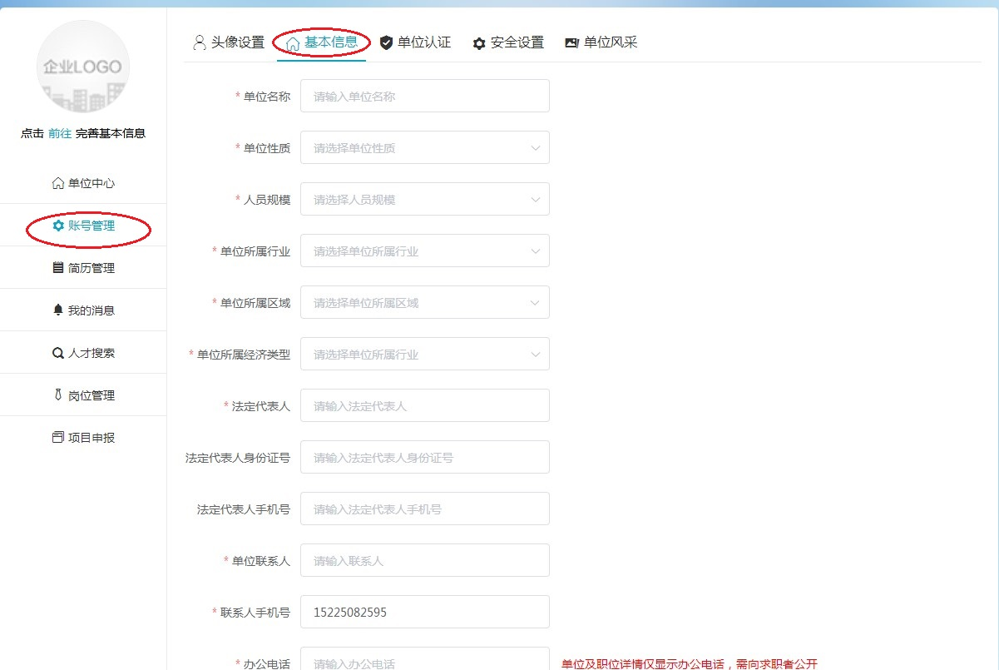 企业LOGO
点击 前往 完善基本信息
单位中心
账号管理
简历管理
我的消息
人才搜索
岗位管理
项目申报
头像设置 基本信息 单位认证 安全设置 单位风采
* 单位名称 请输入单位名称
* 单位性质 请选择单位性质
* 人员规模 请选择人员规模
* 单位所属行业 请选择单位所属行业
* 单位所属区域 请选择单位所属区域
* 单位所属经济类型 请选择单位所属行业
* 法定代表人 请输入法定代表人
法定代表人身份证号 请输入法定代表人身份证号
法定代表人手机号 请输入法定代表人手机号
* 单位联系人 请输入联系人
* 联系人手机号 15225082595
* 办公电话 请输入办公电话 单位及职位详情仅显示办公电话，需向求职者公开